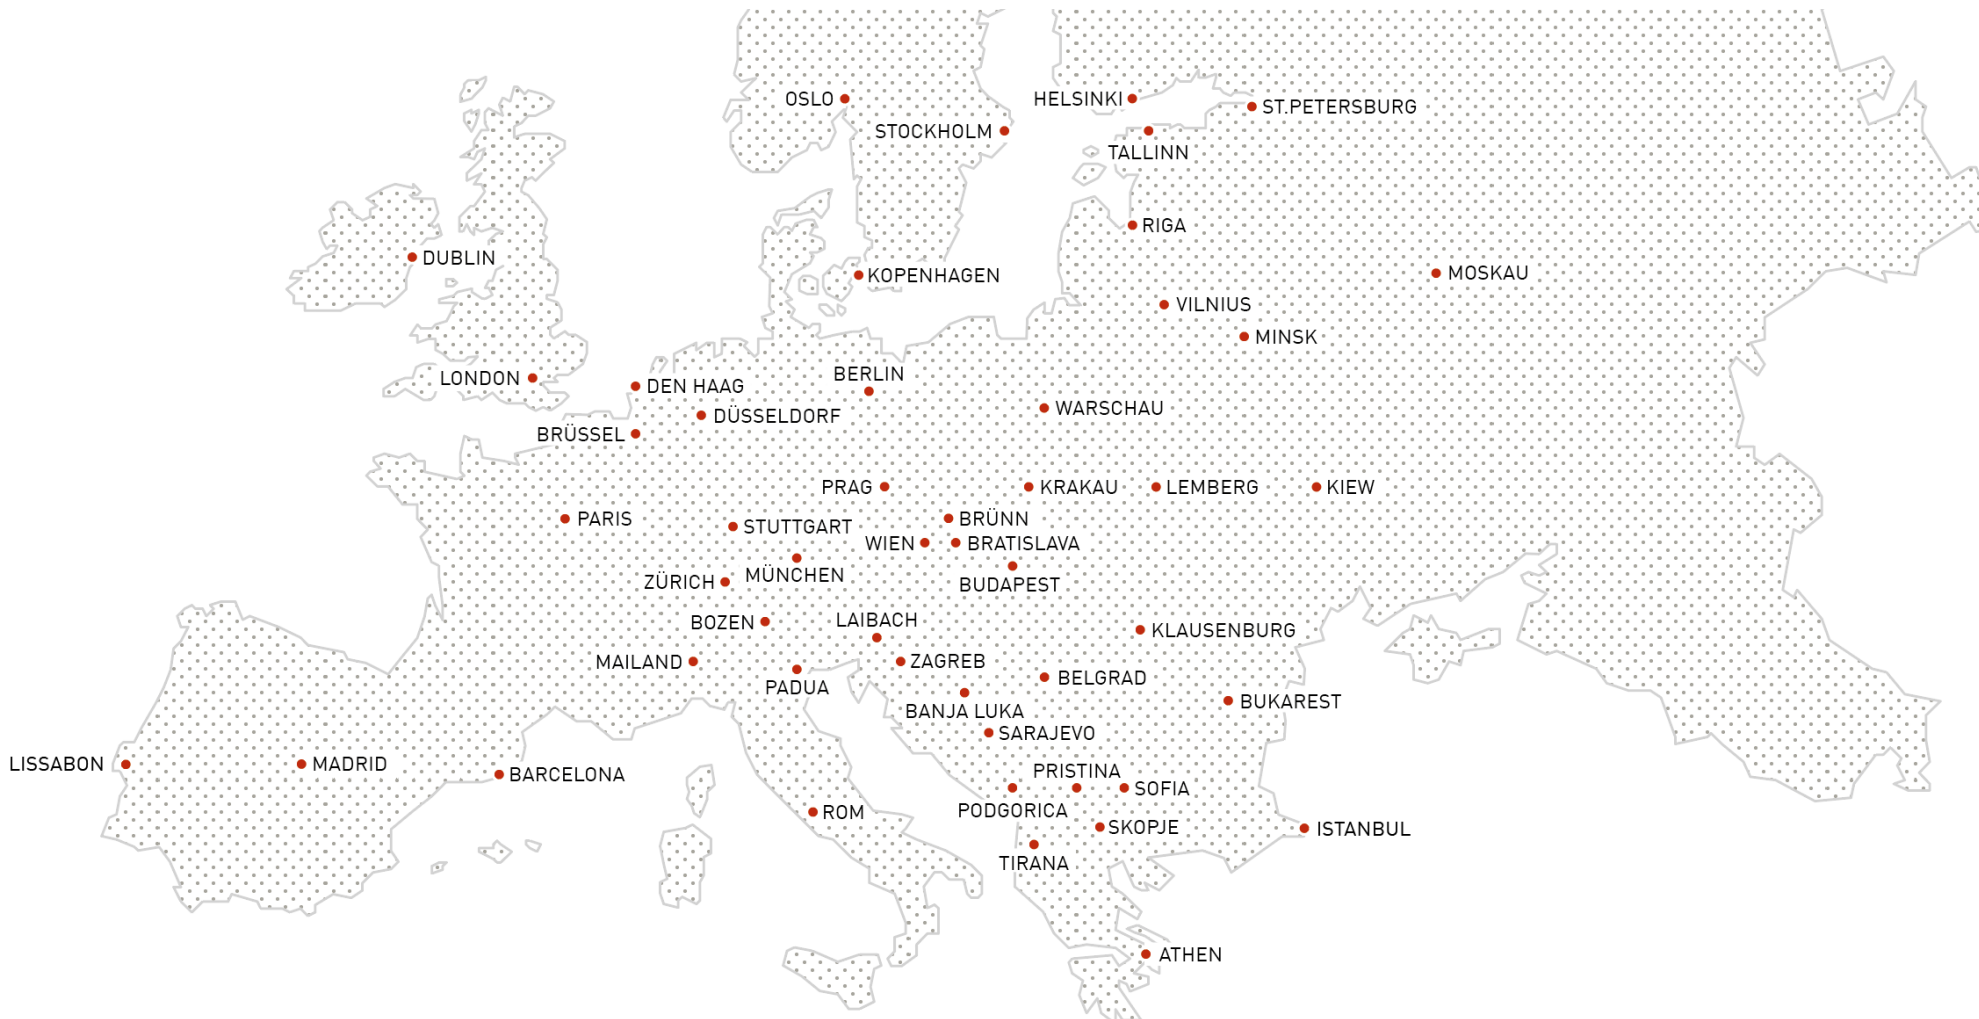 OSLO
HELSINKI
ST.PETERSBURG
STOCKHOLM
TALLINN
RIGA
DUBLIN
KOPENHAGEN
MOSKAU
VILNIUS
MINSK
BERLIN
LONDON
DEN HAAG
WARSCHAU
DÜSSELDORF
BRÜSSEL
PRAG
KRAKAU
LEMBERG
KIEW
PARIS
STUTTGART
BRÜNN
WIEN
BRATISLAVA
MÜNCHEN
ZÜRICH
BUDAPEST
BOZEN
LAIBACH
KLAUSENBURG
MAILAND
ZAGREB
PADUA
BELGRAD
BUKAREST
BANJA LUKA
SARAJEVO
LISSABON
MADRID
BARCELONA
PRISTINA
SOFIA
PODGORICA
ROM
SKOPJE
ISTANBUL
TIRANA
ATHEN